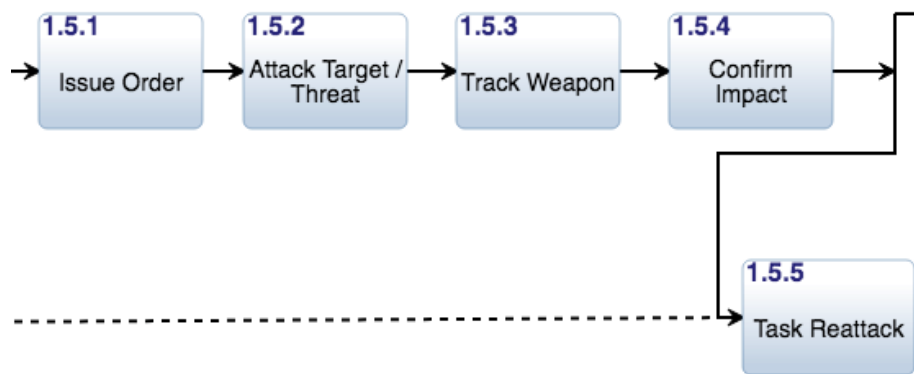 1.5.1
Issue Order
1.5.2
Attack Target /
Threat
1.5.3
Track Weapon
1.5.4
Confirm
Impact
1.5.5
Task Reattack